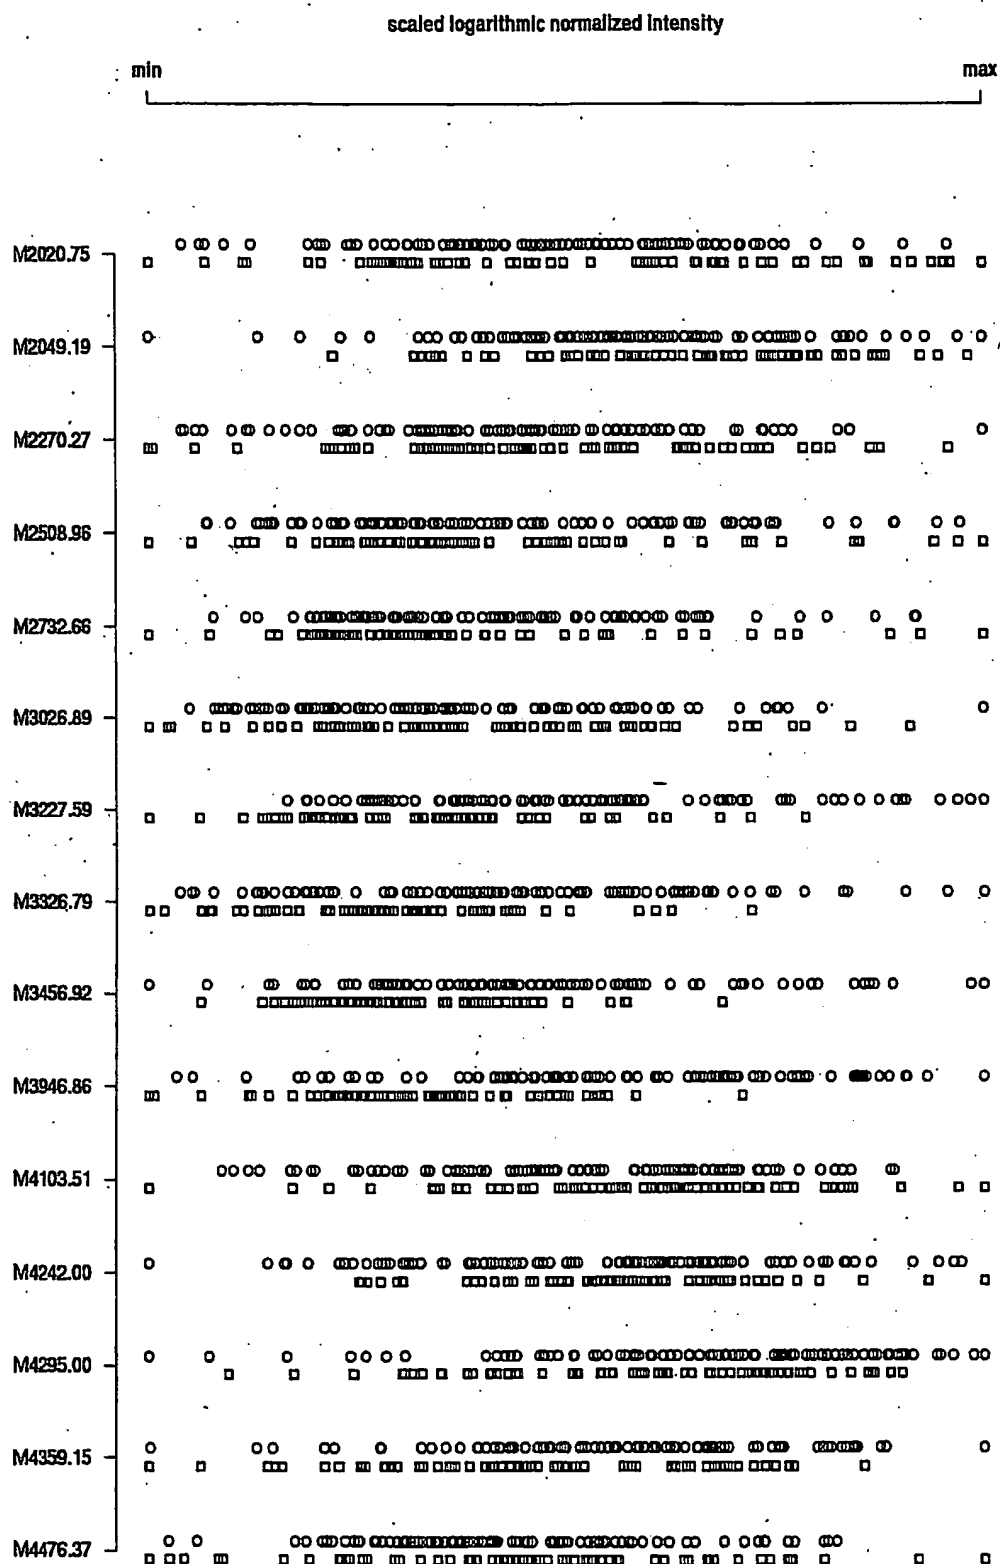 scaled logarithmic normalized intensity
min max
M2020.75
M2049.19
M2270.27
M2508.96
M2732.66
M3026.89
M3227.59
M3326.79
M3456.92
M3946.86
M4103.51
M4242.00
M4295.00
M4359.15
M4476.37